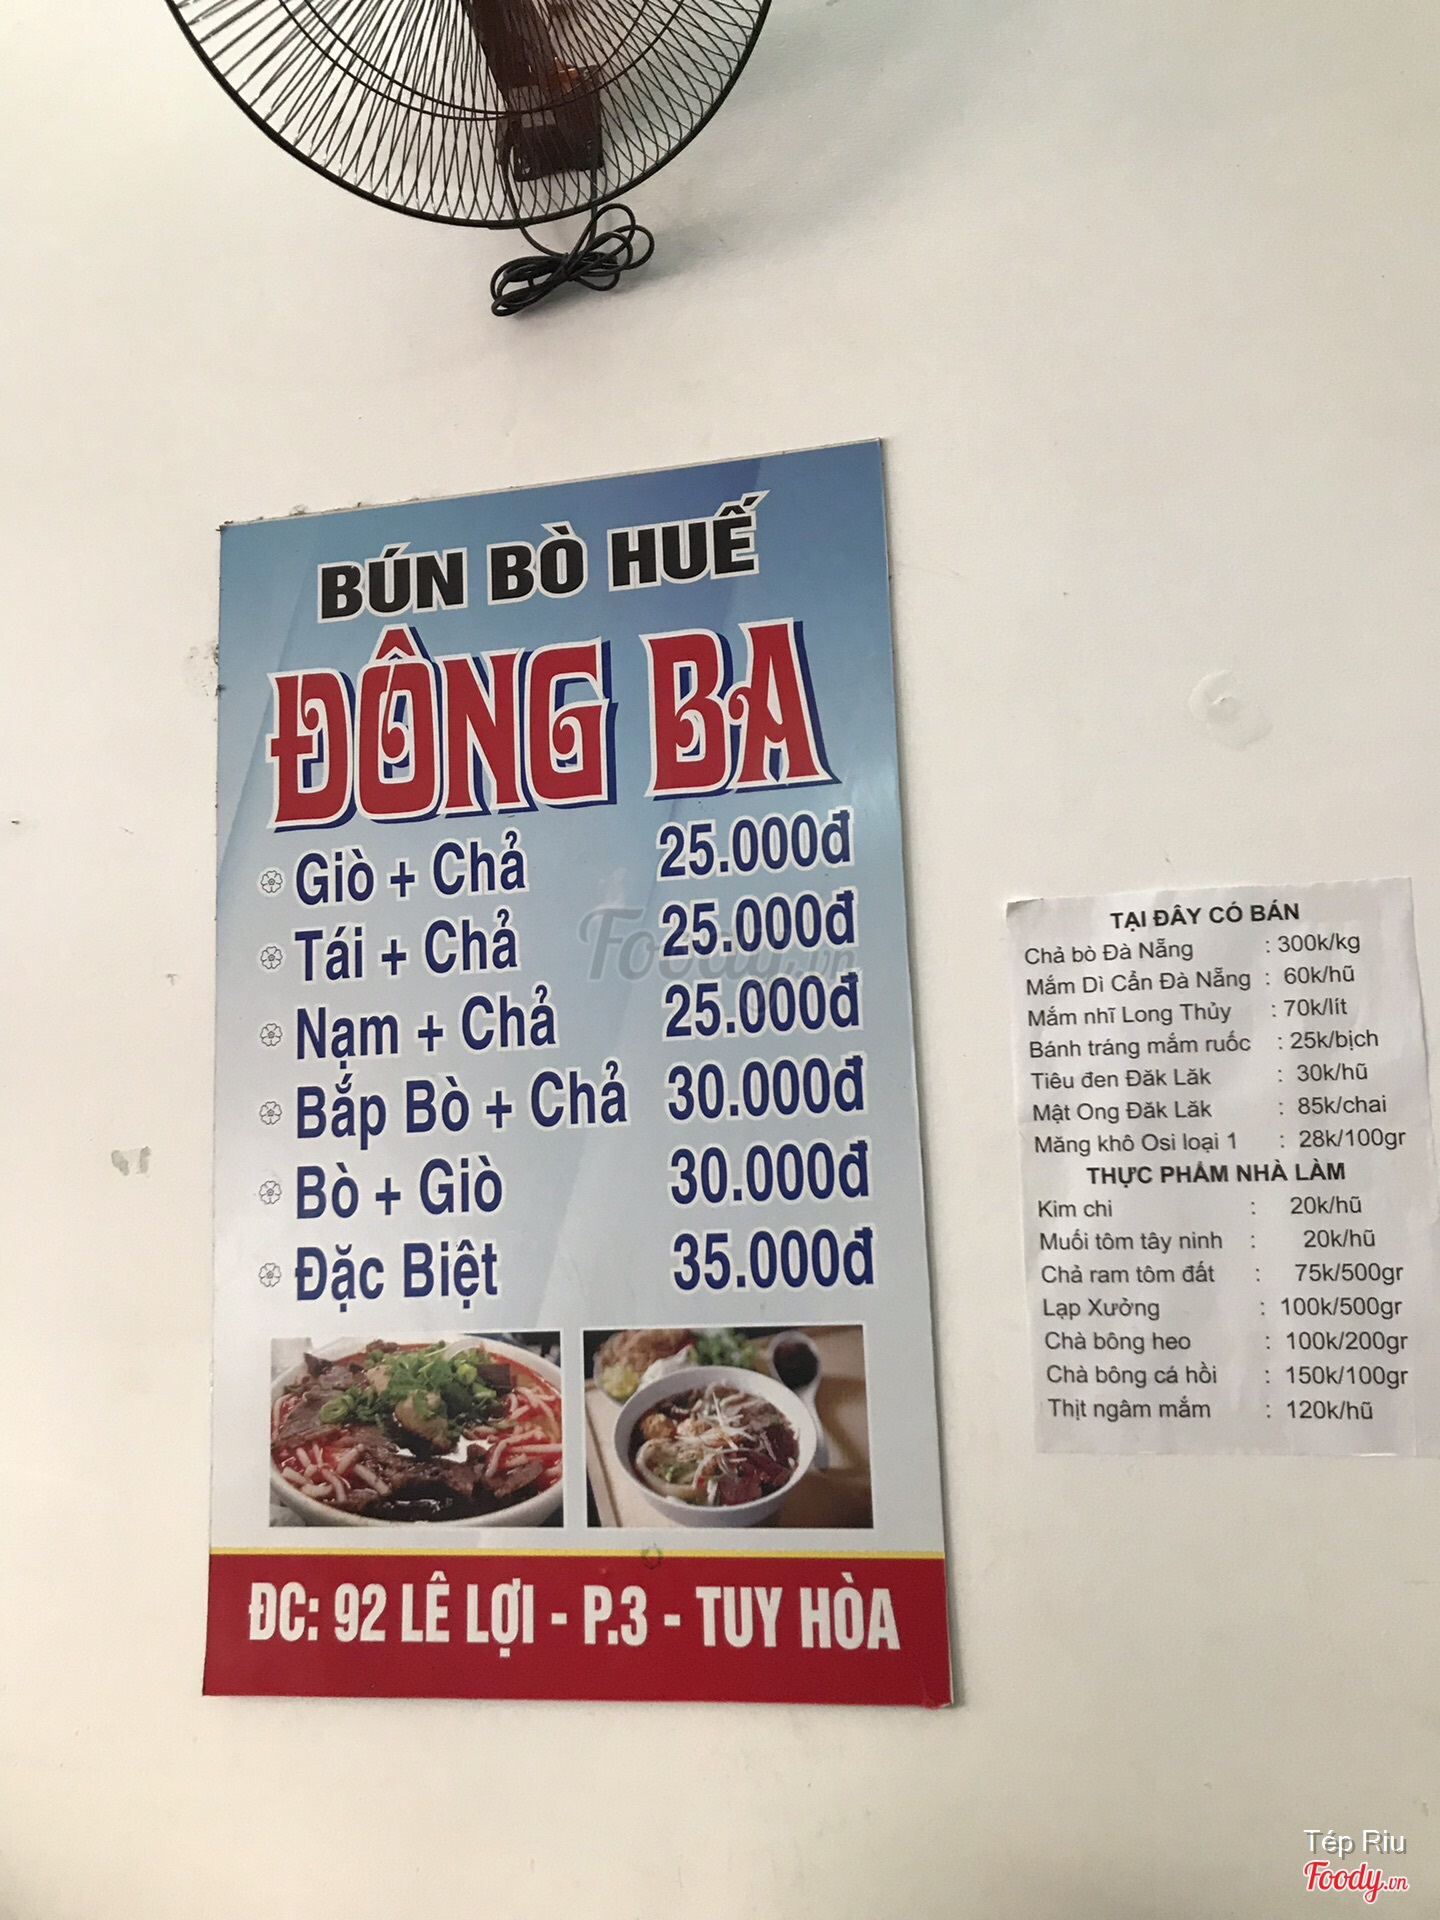 BÚN BÒ HUẾ
ĐÔNG BA
Giò + Chả 25.000đ
Tái + Chả 25.000đ
Nạm + Chả 25.000đ
Bắp Bò + Chả 30.000đ
Bò + Giò 30.000đ
Đặc Biệt 35.000đ
ĐC: 92 LÊ LỢI - P.3 - TUY HÒA
TẠI ĐÂY CÓ BÁN
Chả bò Đà Nẵng : 300k/kg
Mắm Dì Cẩn Đà Nẵng : 60k/hũ
Mắm nhĩ Long Thủy : 70k/lít
Bánh tráng mắm ruốc : 25k/bịch
Tiêu đen Đăk Lăk : 30k/hũ
Mật Ong Đăk Lăk : 85k/chai
Măng khô Osi loại 1 : 28k/100gr
THỰC PHẨM NHÀ LÀM
Kim chi : 20k/hũ
Muối tôm tây ninh : 20k/hũ
Chả ram tôm đất : 75k/500gr
Lạp Xưởng : 100k/500gr
Chà bông heo : 100k/200gr
Chà bông cá hồi : 150k/100gr
Thịt ngâm mắm : 120k/hũ
Foody.vn
Tép Riu
Foody.vn